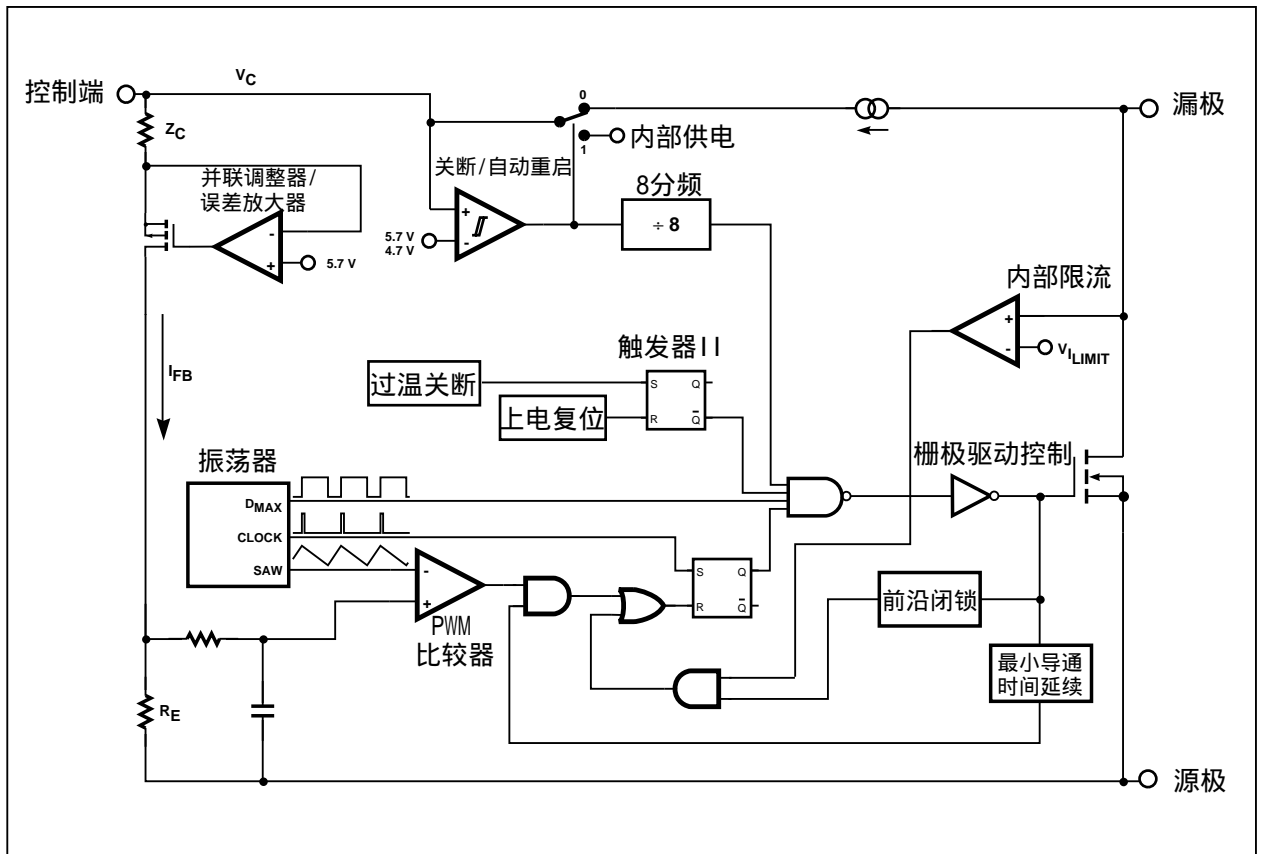 V_C
0
控制端
漏极
Z_C
内部供电
1
关断/自动重启
并联调整器/
误差放大器
8分频
+
÷ 8
-
5.7 V
4.7 V
-
+
5.7 V
内部限流
+
-
V_I_LIMIT
触发器II
I_FB
过温关断
S
Q
上电复位
R
Q̅
振荡器
栅极驱动控制
D_MAX
CLOCK
SAW
-
+
S
Q
R
Q̅
前沿闭锁
PWM
比较器
最小导通
时间延续
R_E
源极